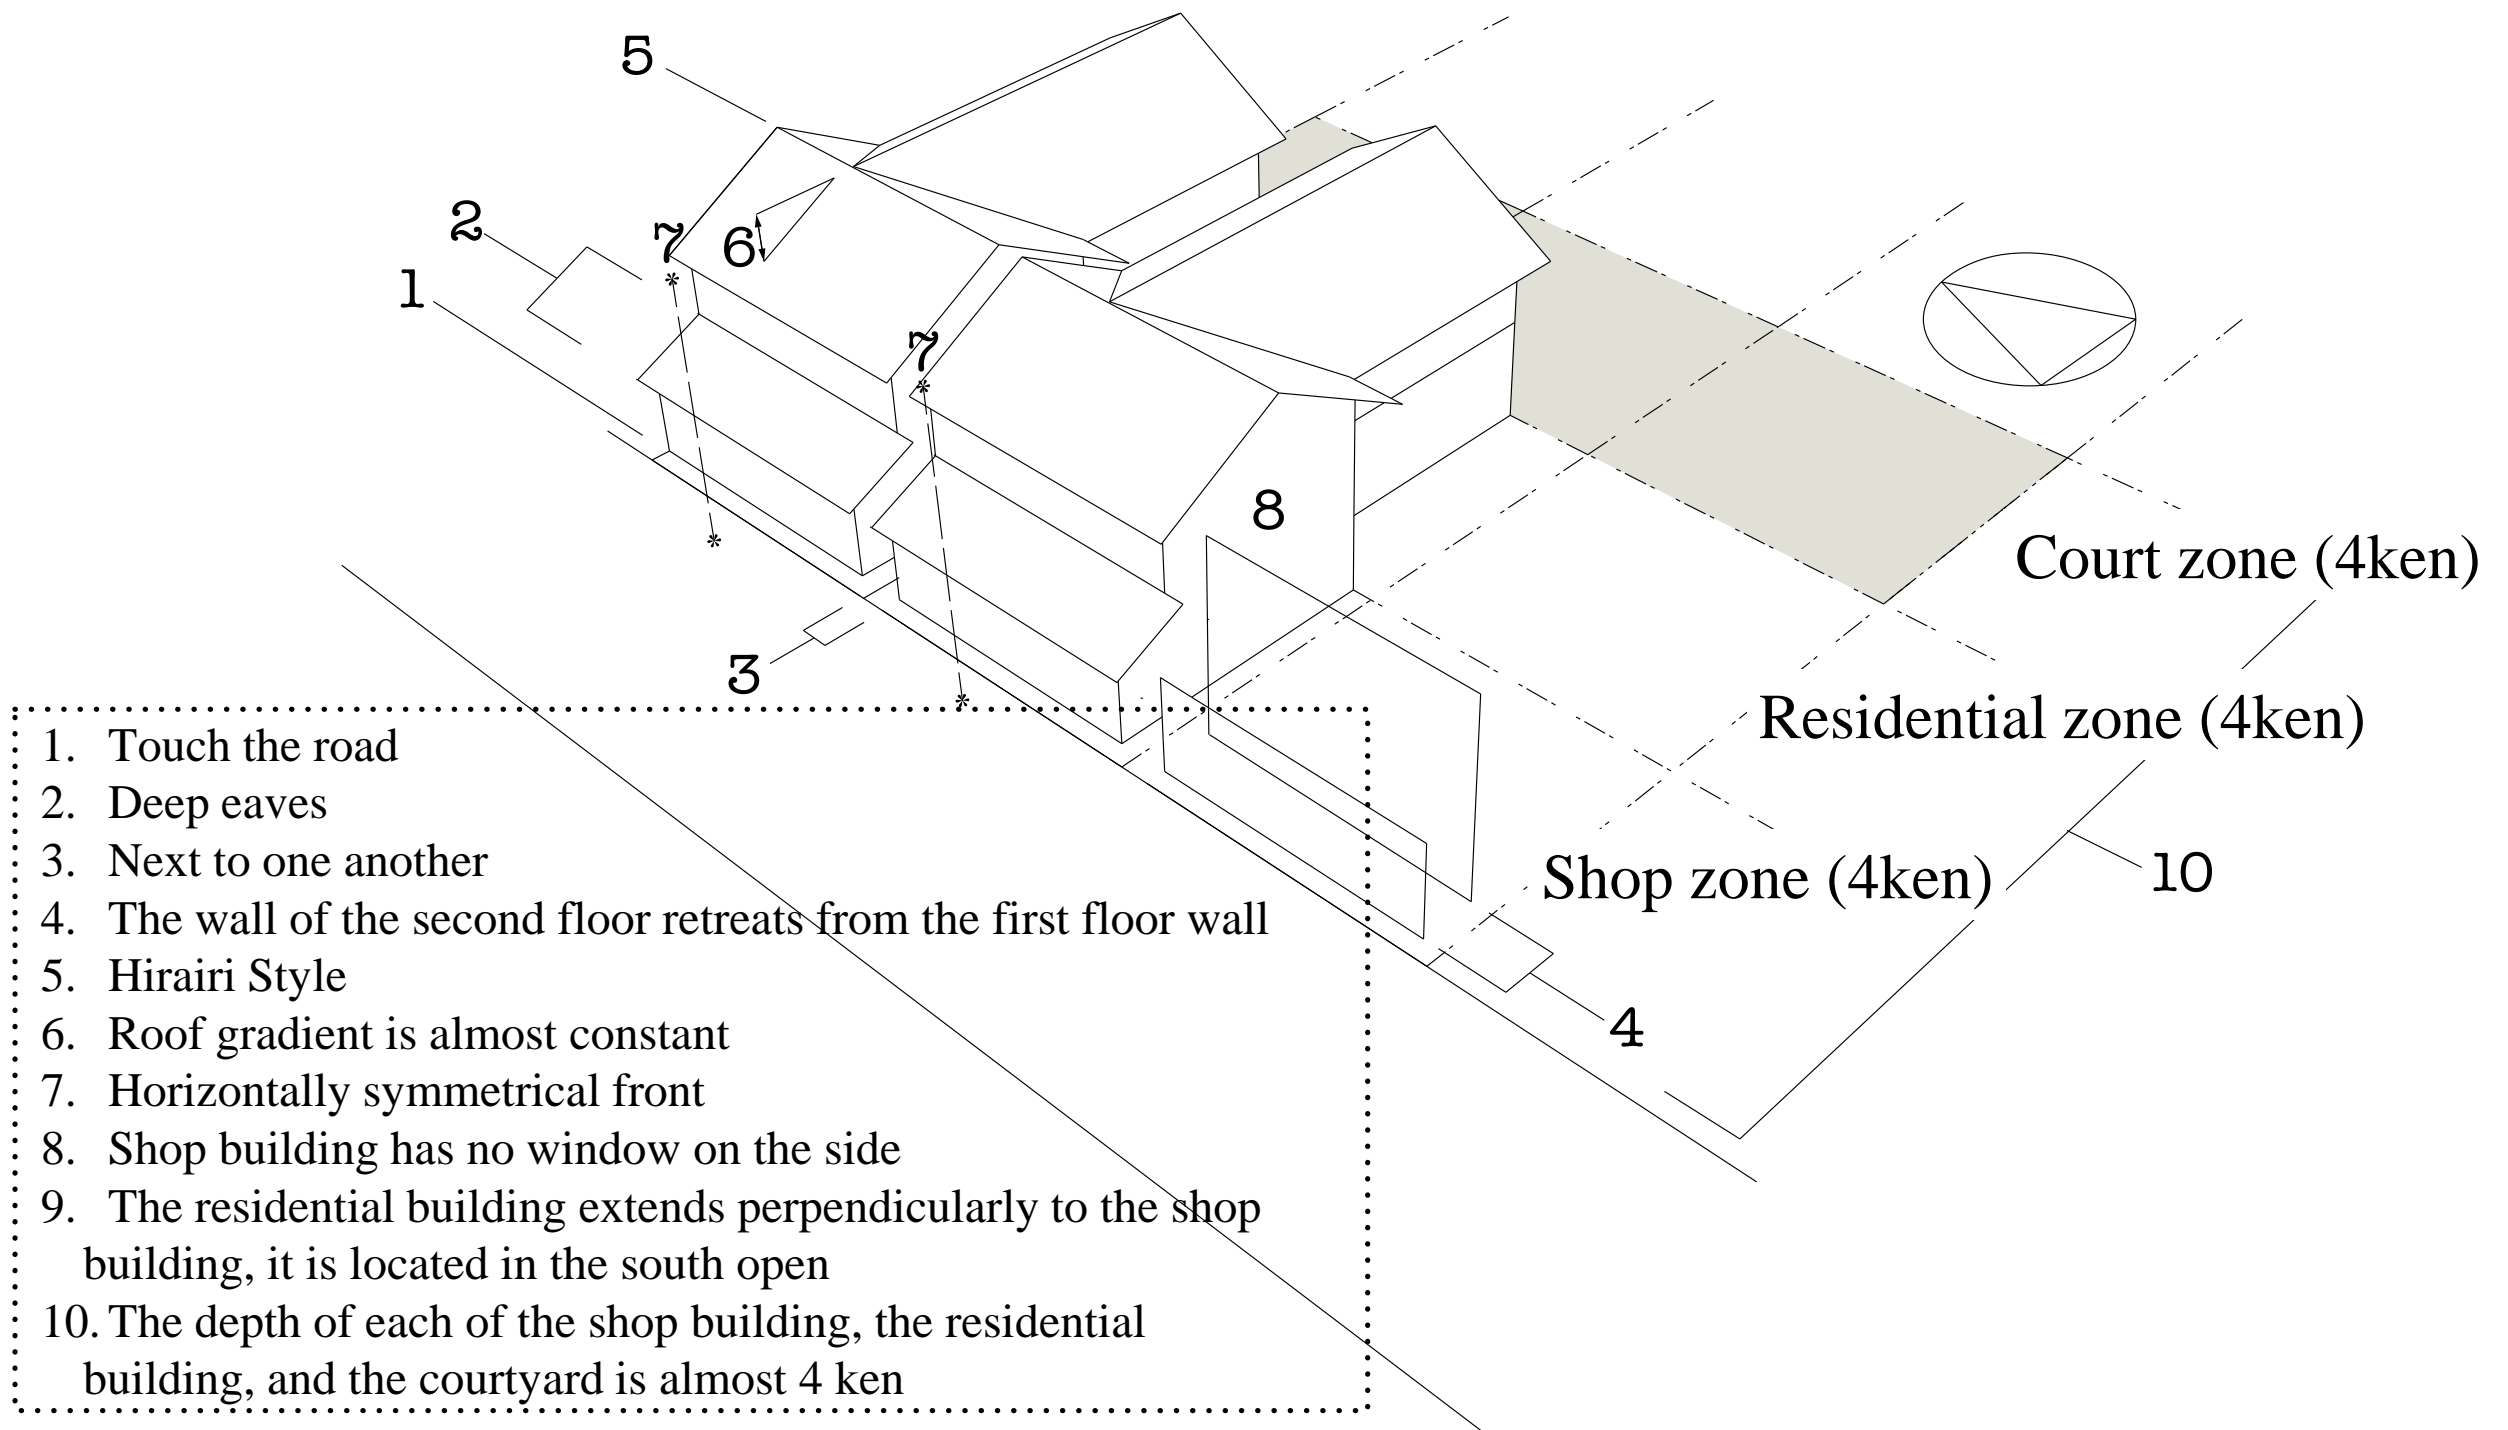 5
2
7
6
1
7
8
3
Court zone (4ken)
Residential zone (4ken)
Shop zone (4ken)
10
4
1. Touch the road
2. Deep eaves
3. Next to one another
4. The wall of the second floor retreats from the first floor wall
5. Hirairi Style
6. Roof gradient is almost constant
7. Horizontally symmetrical front
8. Shop building has no window on the side
9. The residential building extends perpendicularly to the shop
building, it is located in the south open
10. The depth of each of the shop building, the residential
building, and the courtyard is almost 4 ken